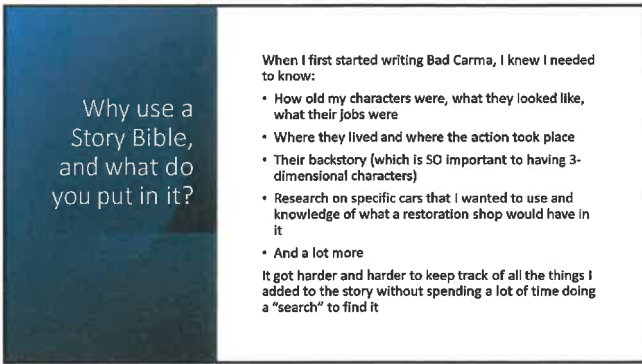 Why use a
Story Bible,
and what do
you put in it?
When I first started writing Bad Carma, I knew I needed
to know:
• How old my characters were, what they looked like,
what their jobs were
• Where they lived and where the action took place
• Their backstory (which is SO important to having 3-
dimensional characters)
• Research on specific cars that I wanted to use and
knowledge of what a restoration shop would have in
it
• And a lot more
It got harder and harder to keep track of all the things I
added to the story without spending a lot of time doing
a "search" to find it